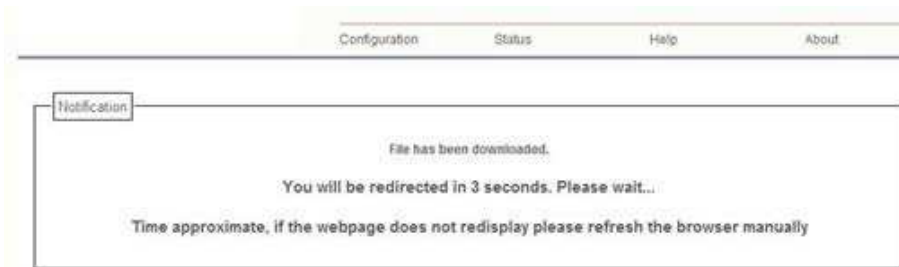 Configuration Status Help About
Notification
File has been downloaded.
You will be redirected in 3 seconds. Please wait...
Time approximate, if the webpage does not redisplay please refresh the browser manually